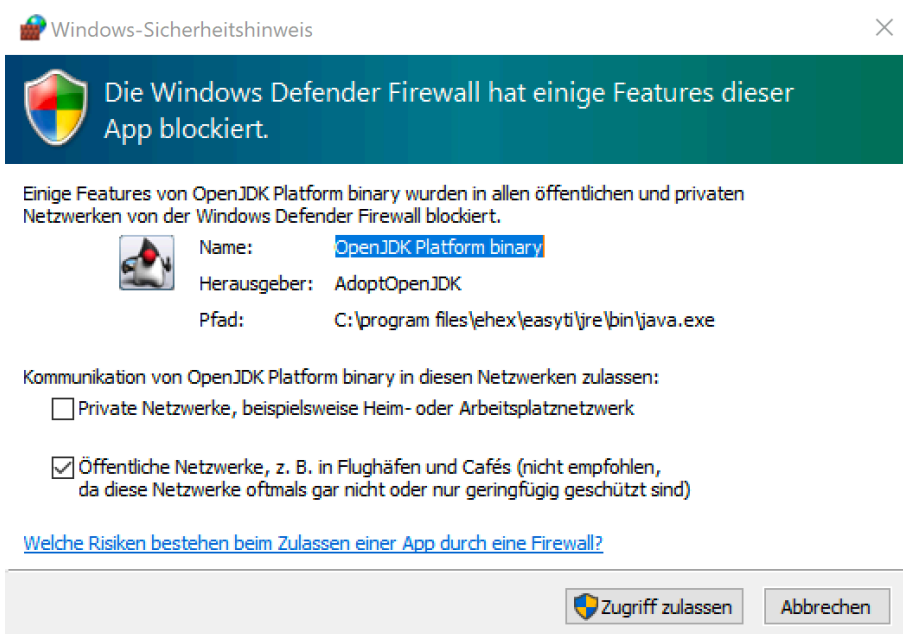 Windows-Sicherheitshinweis
Die Windows Defender Firewall hat einige Features dieser
App blockiert.
Einige Features von OpenJDK Platform binary wurden in allen öffentlichen und privaten
Netzwerken von der Windows Defender Firewall blockiert.
Name: OpenJDK Platform binary
Herausgeber: AdoptOpenJDK
Pfad: C:\program files\ehex\easyti\jre\bin\java.exe
Kommunikation von OpenJDK Platform binary in diesen Netzwerken zulassen:
Private Netzwerke, beispielsweise Heim- oder Arbeitsplatznetzwerk
Öffentliche Netzwerke, z. B. in Flughäfen und Cafés (nicht empfohlen,
da diese Netzwerke oftmals gar nicht oder nur geringfügig geschützt sind)
Welche Risiken bestehen beim Zulassen einer App durch eine Firewall?
Zugriff zulassen Abbrechen